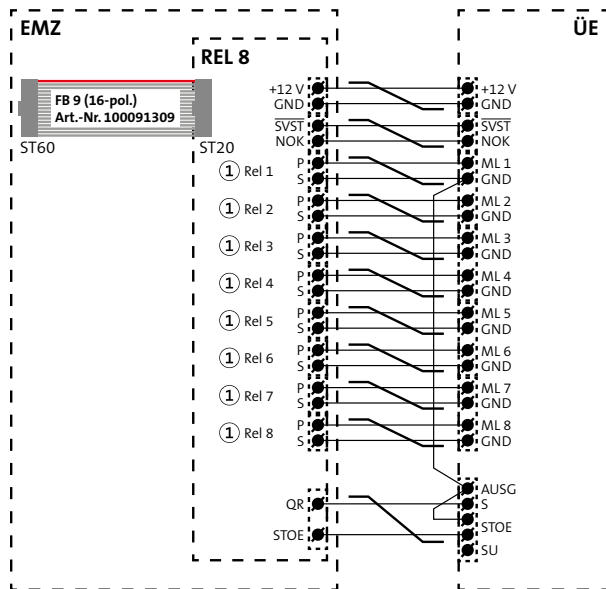 EMZ
ÜE
REL 8
FB 9 (16-pol.)
Art.-Nr. 100091309
ST60
ST20
+12 V
+12 V
GND
GND
SVST
SVST
NOK
NOK
1 Rel 1
P
ML 1
S
GND
1 Rel 2
P
ML 2
S
GND
1 Rel 3
P
ML 3
S
GND
1 Rel 4
P
ML 4
S
GND
1 Rel 5
P
ML 5
S
GND
1 Rel 6
P
ML 6
S
GND
1 Rel 7
P
ML 7
S
GND
1 Rel 8
P
ML 8
S
GND
AUSG
QR
S
STOE
STOE
SU